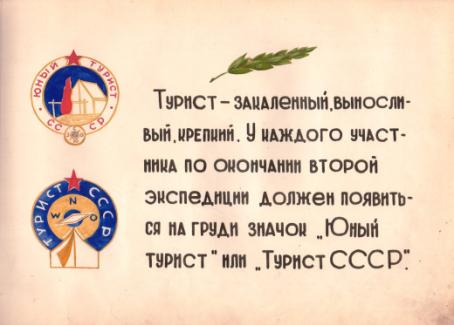 ЮНЫЙ ТУРИСТ
СССР
ТУРИСТ СССР
N
W O
Турист – закаленный, вынослі-
вый, крепкий. У каждого участ-
ника по окончании второй
экспедиции должен появить-
ся на груди значок „Юный
турист" или „Турист СССР".